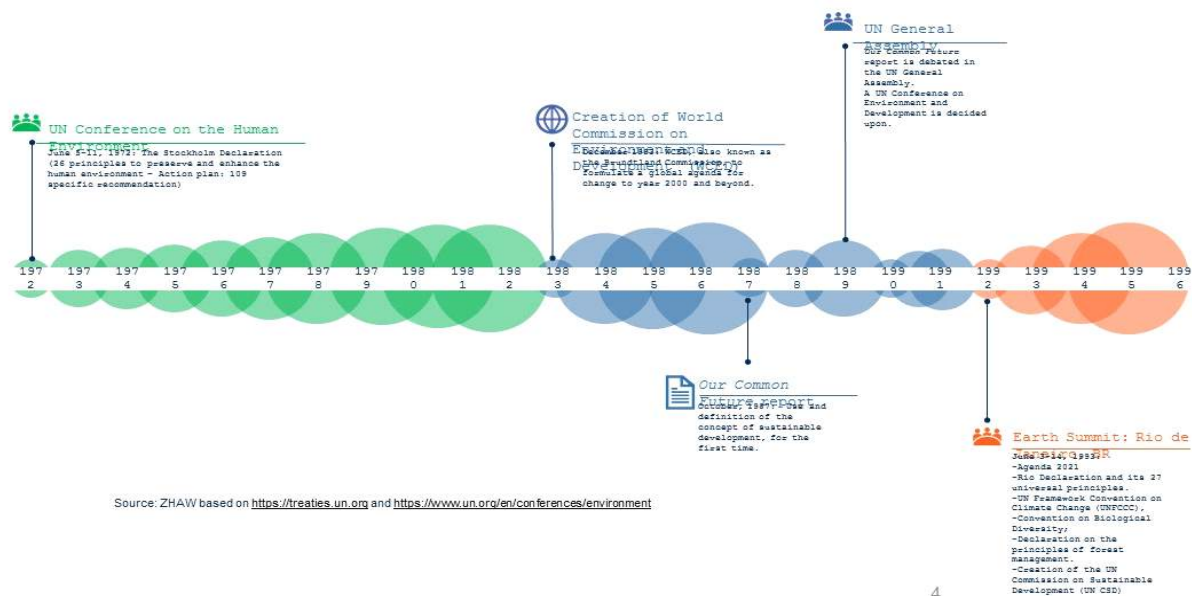 UN General
Assembly
Our Common Future
report is debated in
the UN General
Assembly.
A UN Conference on
Environment and
Development is decided
upon.
UN Conference on the Human
Environment
June 5-11, 1972: The Stockholm Declaration
(26 principles to preserve and enhance the
human environment – Action plan: 109
specific recommendation)
Creation of World
Commission on
Environment and
Development (WCED)
December 1983: WCED, also known as
the Brundtland Commission, to
formulate a global agenda for
change to year 2000 and beyond.
197 197 197 197 197 197 197 197 198 198 198 198 198 198 198 198 198 198 199 199 199 199 199 199 199
2 3 4 5 6 7 8 9 0 1 2 3 4 5 6 7 8 9 0 1 2 3 4 5 6
Our Common
Future report
October, 1987: Use and
definition of the
concept of sustainable
development, for the
first time.
Earth Summit: Rio de
Janeiro, BR
June 3-14,
-Agenda 2021
-Rio Declaration and its 27
universal principles.
-UN Framework Convention on
Climate Change (UNFCCC),
-Convention on Biological
Diversity;
-Declaration on the
principles of forest
management.
-Creation of the UN
Commission on Sustainable
Development (UN CSD)
Source: ZHAW based on https://treaties.un.org and https://www.un.org/en/conferences/environment
4